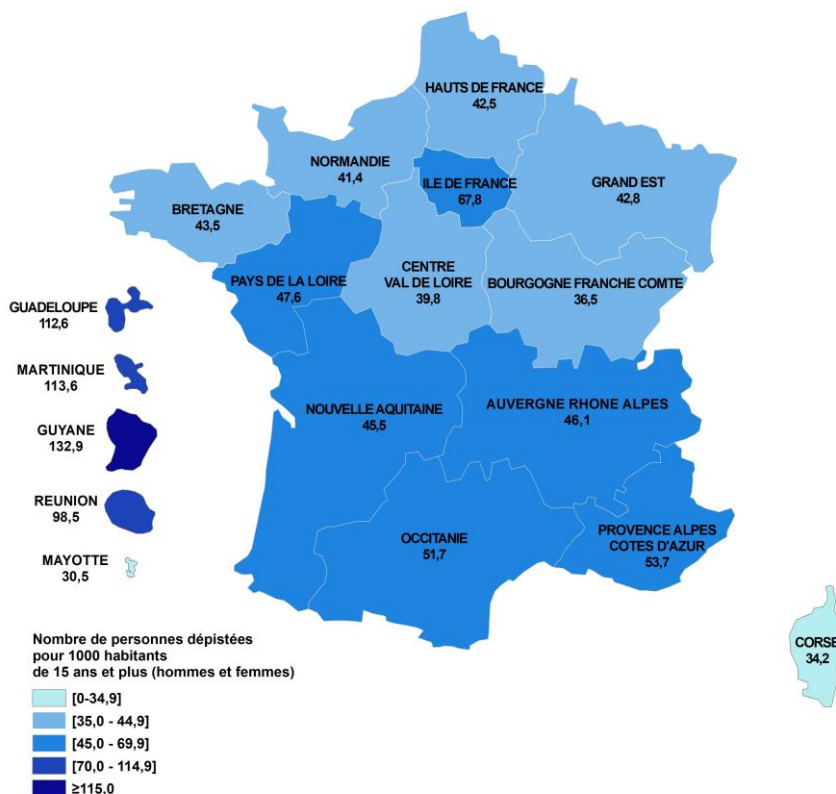 HAUTS DE FRANCE
42,5
NORMANDIE
41,4
ILE DE FRANCE
67,8
GRAND EST
42,8
BRETAGNE
43,5
PAYS DE LA LOIRE
47,6
CENTRE
VAL DE LOIRE
39,8
BOURGOGNE FRANCHE COMTE
36,5
GUADELOUPE
112,6
MARTINIQUE
113,6
GUYANE
132,9
REUNION
98,5
MAYOTTE
30,5
NOUVELLE AQUITAINE
45,5
AUVERGNE RHONE ALPES
46,1
OCCITANIE
51,7
PROVENCE ALPES
COTES D'AZUR
53,7
CORSE
34,2
Nombre de personnes dépistées
pour 1000 habitants
de 15 ans et plus (hommes et femmes)
[0-34,9]
[35,0 - 44,9]
[45,0 - 69,9]
[70,0 - 114,9]
≥115,0